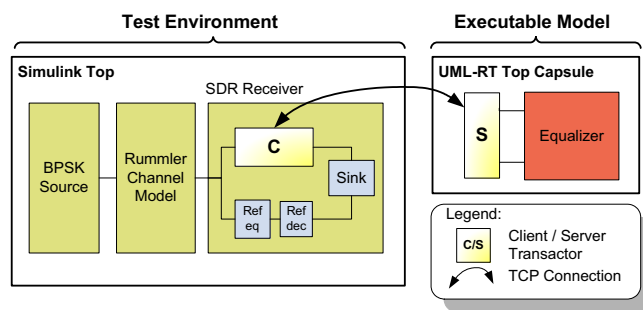 Test Environment
Executable Model
Simulink Top
SDR Receiver
BPSK
Source
Rummler
Channel
Model
C
Sink
Ref
eq
Ref
dec
UML-RT Top Capsule
S
Equalizer
Legend:
C/S
Client / Server
Transactor
TCP Connection